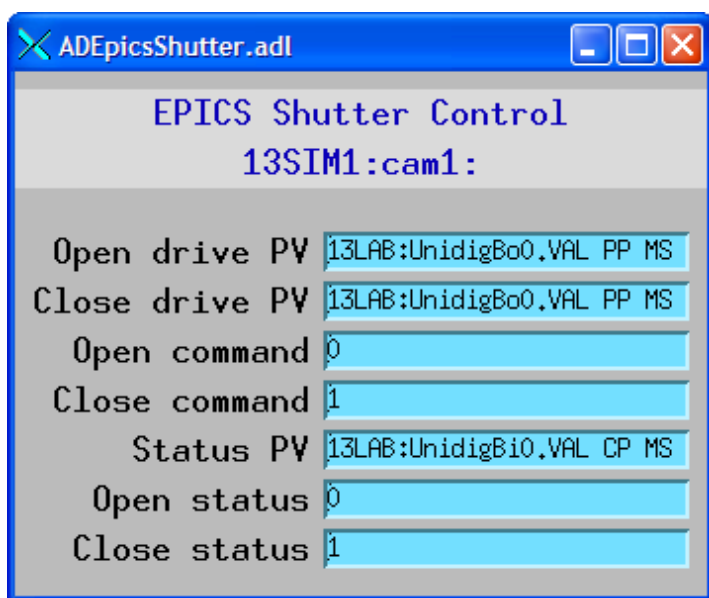 ADEpicsShutter.adl
EPICS Shutter Control
13SIM1:cam1:
Open drive PV 13LAB:UnidigBo0.VAL PP MS
Close drive PV 13LAB:UnidigBo0.VAL PP MS
Open command 0
Close command 1
Status PV 13LAB:UnidigBi0.VAL CP MS
Open status 0
Close status 1